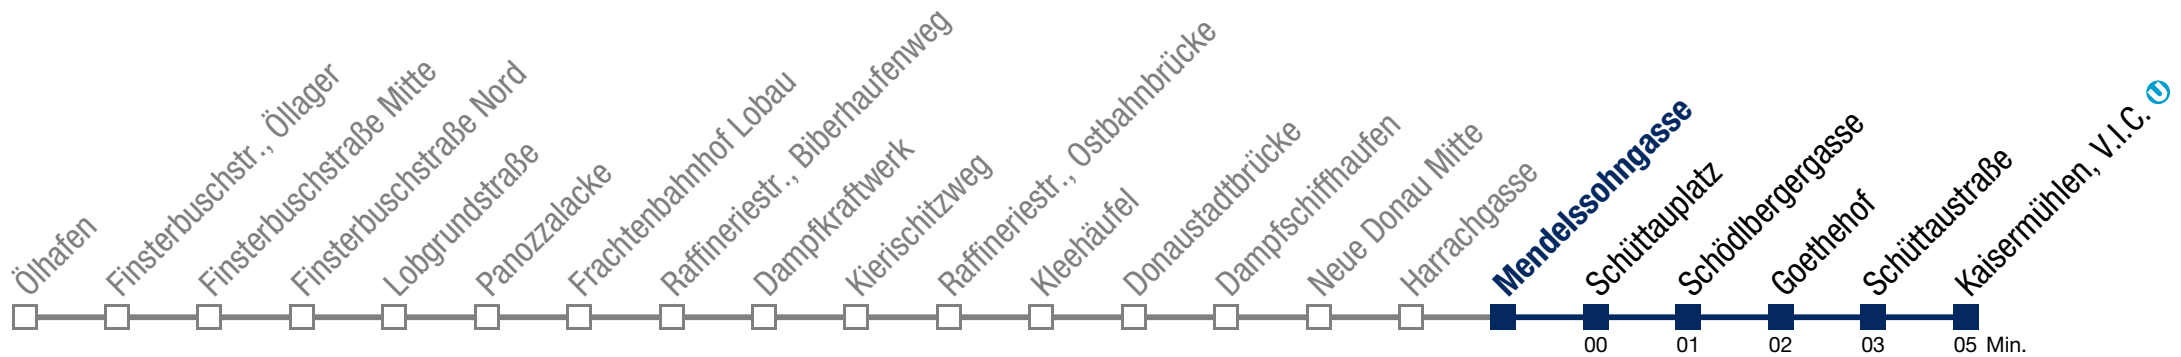 Ölhafen
Finsterbuschstr., Öllager
Finsterbuschstraße Mitte
Finsterbuschstraße Nord
Lobgrundstraße
Panozzalacke
Frachtenbahnhof Lobau
Raffineriestr., Biberhaufenweg
Dampfkraftwerk
Kierischitzweg
Raffineriestr., Ostbahnbrücke
Kleehäufel
Donaustadtbrücke
Dampfschiffhaufen
Neue Donau Mitte
Harrachgasse
Mendelssohngasse
Schüttauplatz
Schödlbergergasse
Goethehof
Schüttaustraße
Kaisermühlen, V.I.C. U
00 01 02 03 05 Min.